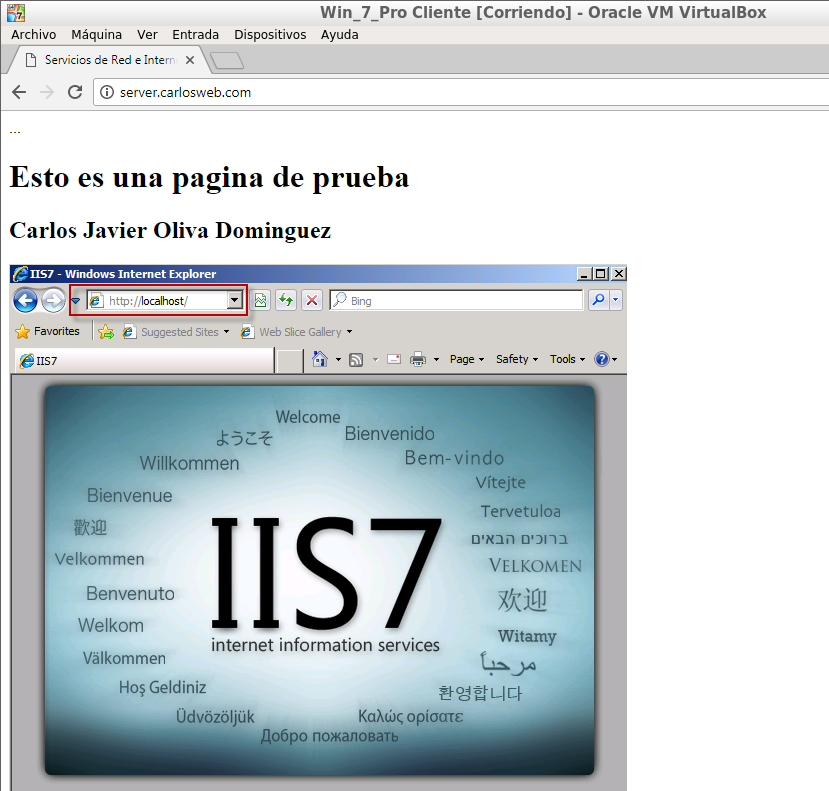 Win_7_Pro Cliente [Corriendo] - Oracle VM VirtualBox
Archivo Máquina Ver Entrada Dispositivos Ayuda
Servicios de Red e Intern
server.carlosweb.com
...
Esto es una pagina de prueba
Carlos Javier Oliva Dominguez
IIS7 - Windows Internet Explorer
http://localhost/
Bing
Favorites Suggested Sites Web Slice Gallery
IIS7
Page Safety Tools
Welcome
ようこそ
Bienvenido
Willkommen
Bem-vindo
Vítejte
Bienvenue
Tervetuloa
歡迎
ברוכים הבאים
Velkommen
VELKOMEN
Benvenuto
欢迎
Welkom
Witamy
Välkommen
مرحباً
Hoş Geldiniz
환영합니다
Üdvözöljük
Καλώς ορίσατε
Добро пожаловать
IIS7
internet information services